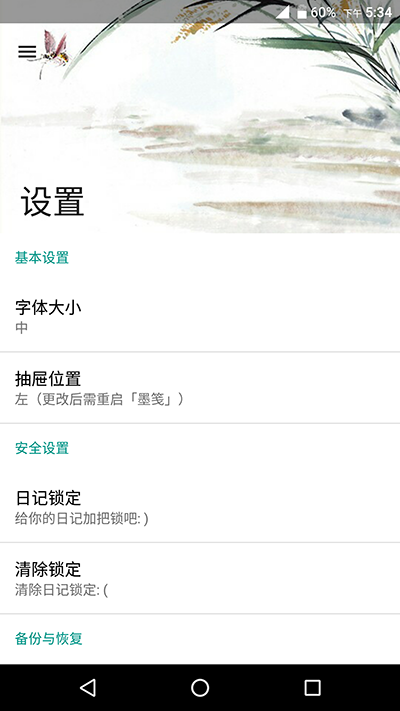 60% 下午 5:34
设置
基本设置
字体大小
中
抽屉位置
左（更改后需重启「墨笺」）
安全设置
日记锁定
给你的日记加把锁吧: )
清除锁定
清除日记锁定: (
备份与恢复